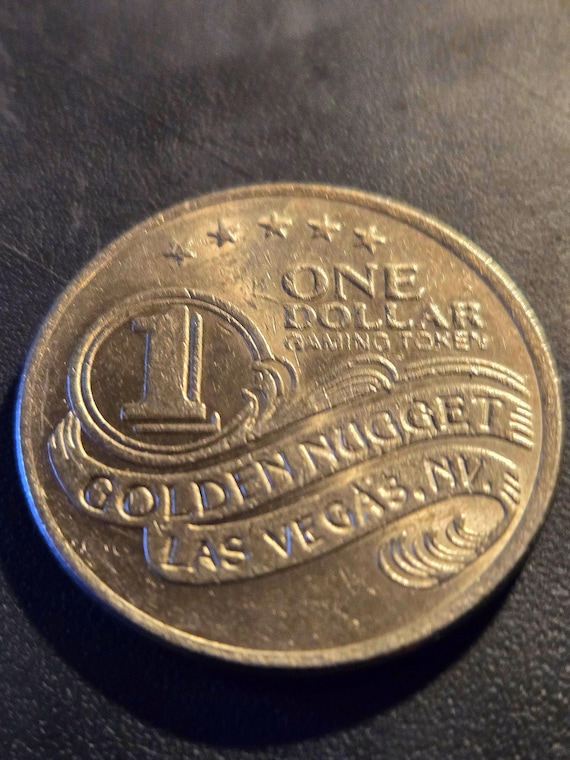 ONE
DOLLAR
GAMING TOKEN
1
GOLDEN NUGGET
LAS VEGAS, NV.